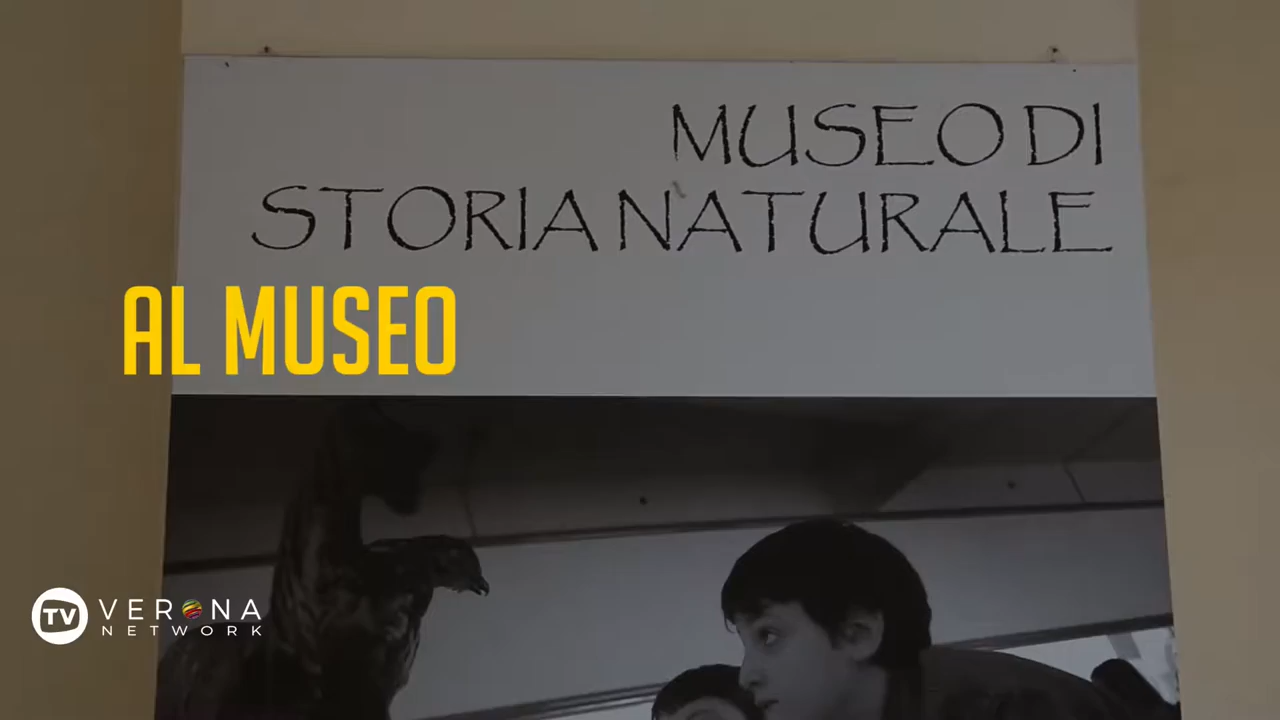 MUSEO DI
STORIA NATURALE
AL MUSEO
TV VERONA
NETWORK